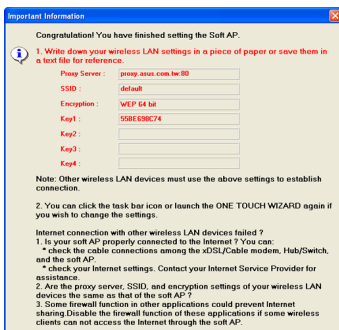 Important Information
Congratulation! You have finished setting the Soft AP.
1. Write down your wireless LAN settings in a piece of paper or save them in
a text file for reference.
Proxy Server : proxy.asus.com.tw:80
SSID : default
Encryption : WEP 64 bit
Key1 : 55BE698C74
Key2 :
Key3 :
Key4 :
Note: Other wireless LAN devices must use the above settings to establish
connection.
2. You can click the task bar icon or launch the ONE TOUCH WIZARD again if
you wish to change the settings.
Internet connection with other wireless LAN devices failed ?
1. Is your soft AP properly connected to the Internet ? You can:
* check the cable connections among the xDSL/Cable modem, Hub/Switch,
and the soft AP.
* check your Internet settings. Contact your Internet Service Provider for
assistance.
2. Are the proxy server, SSID, and encryption settings of your wireless LAN
devices the same as that of the soft AP ?
3. Some firewall function in other applications could prevent Internet
sharing.Disable the firewall function of these applications if some wireless
clients can not access the Internet through the soft AP.